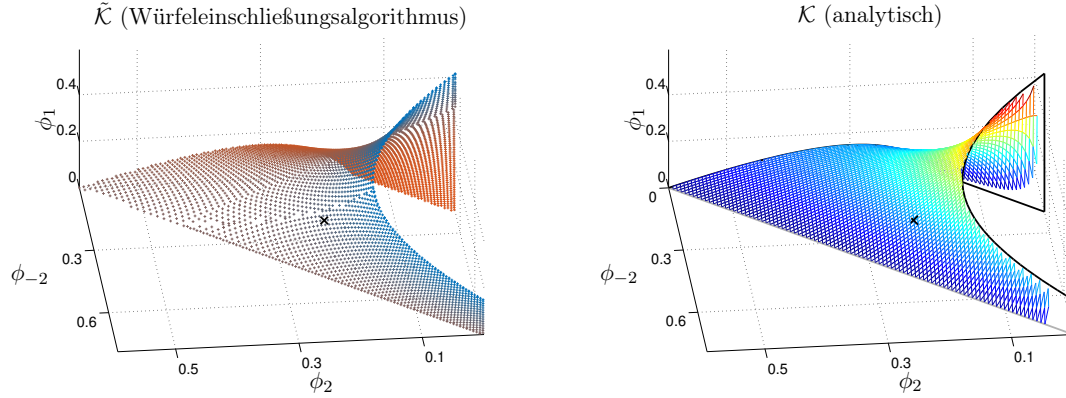 𝒦̃ (Würfeleinschließungsalgorithmus)
𝒦 (analytisch)
0.4
0.2
0
ϕ₁
0.3
0.6
ϕ₋₂
0.5
0.3
0.1
ϕ₂
0.4
0.2
0
ϕ₁
0.3
0.6
ϕ₋₂
0.5
0.3
0.1
ϕ₂